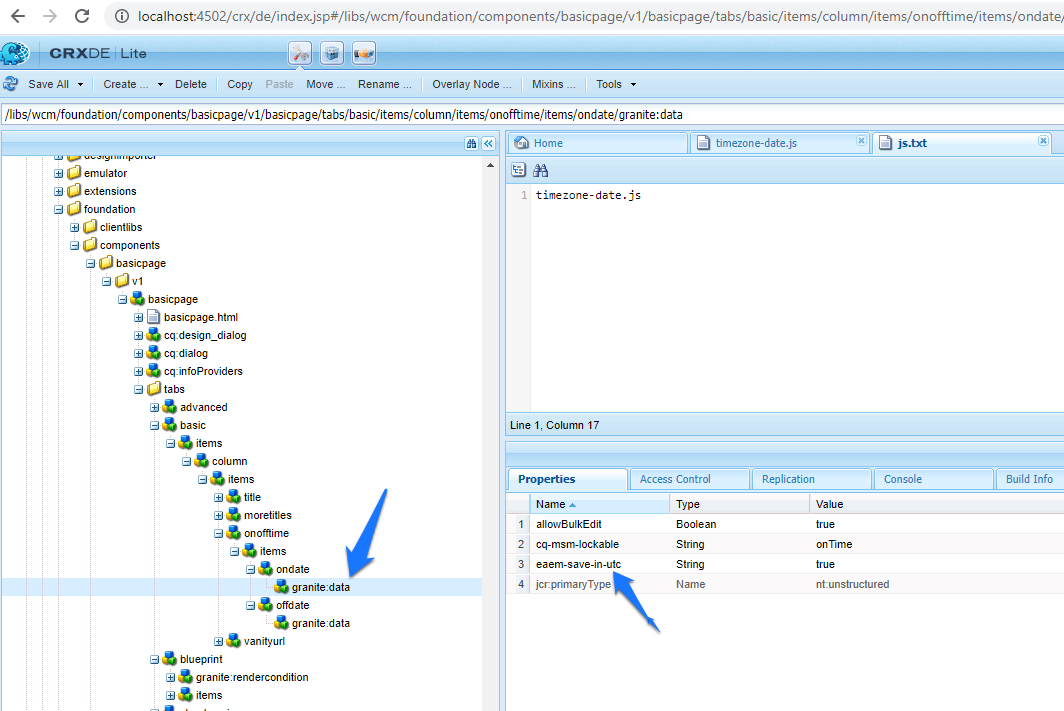 localhost:4502/crx/de/index.jsp#/libs/wcm/foundation/components/basicpage/v1/basicpage/tabs/basic/items/column/items/onofftime/items/ondate/
CRXDE | Lite
Save All Create ... Delete Copy Paste Move ... Rename ... Overlay Node ... Mixins ... Tools
/libs/wcm/foundation/components/basicpage/v1/basicpage/tabs/basic/items/column/items/onofftime/items/ondate/granite:data
designimporter
emulator
extensions
foundation
clientlibs
components
basicpage
v1
basicpage
basicpage.html
cq:design_dialog
cq:dialog
cq:infoProviders
tabs
advanced
basic
items
column
items
title
moretitles
onofftime
items
ondate
granite:data
offdate
granite:data
vanityurl
blueprint
granite:rendercondition
items
Home timezone-date.js js.txt
1 timezone-date.js
Line 1, Column 17
Properties Access Control Replication Console Build Info
Name Type Value
1 allowBulkEdit Boolean true
2 cq-msm-lockable String onTime
3 eaem-save-in-utc String true
4 jcr:primaryType Name nt:unstructured